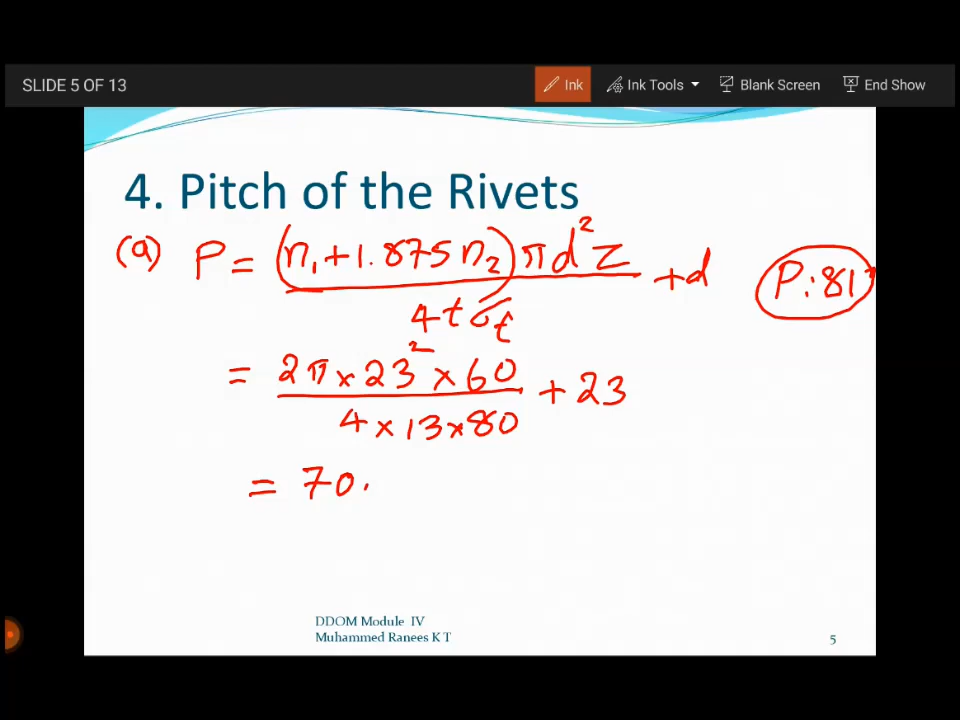 SLIDE 5 OF 13
Ink
Ink Tools
Blank Screen
End Show
4. Pitch of the Rivets
(a) P = (n₁ + 1.875 n₂) π d² τ / 4 t σₜ + d
P:81
= 2π × 23² × 60 / 4 × 13 × 80 + 23
= 70.
DDOM Module IV
Muhammed Ranees K T
5